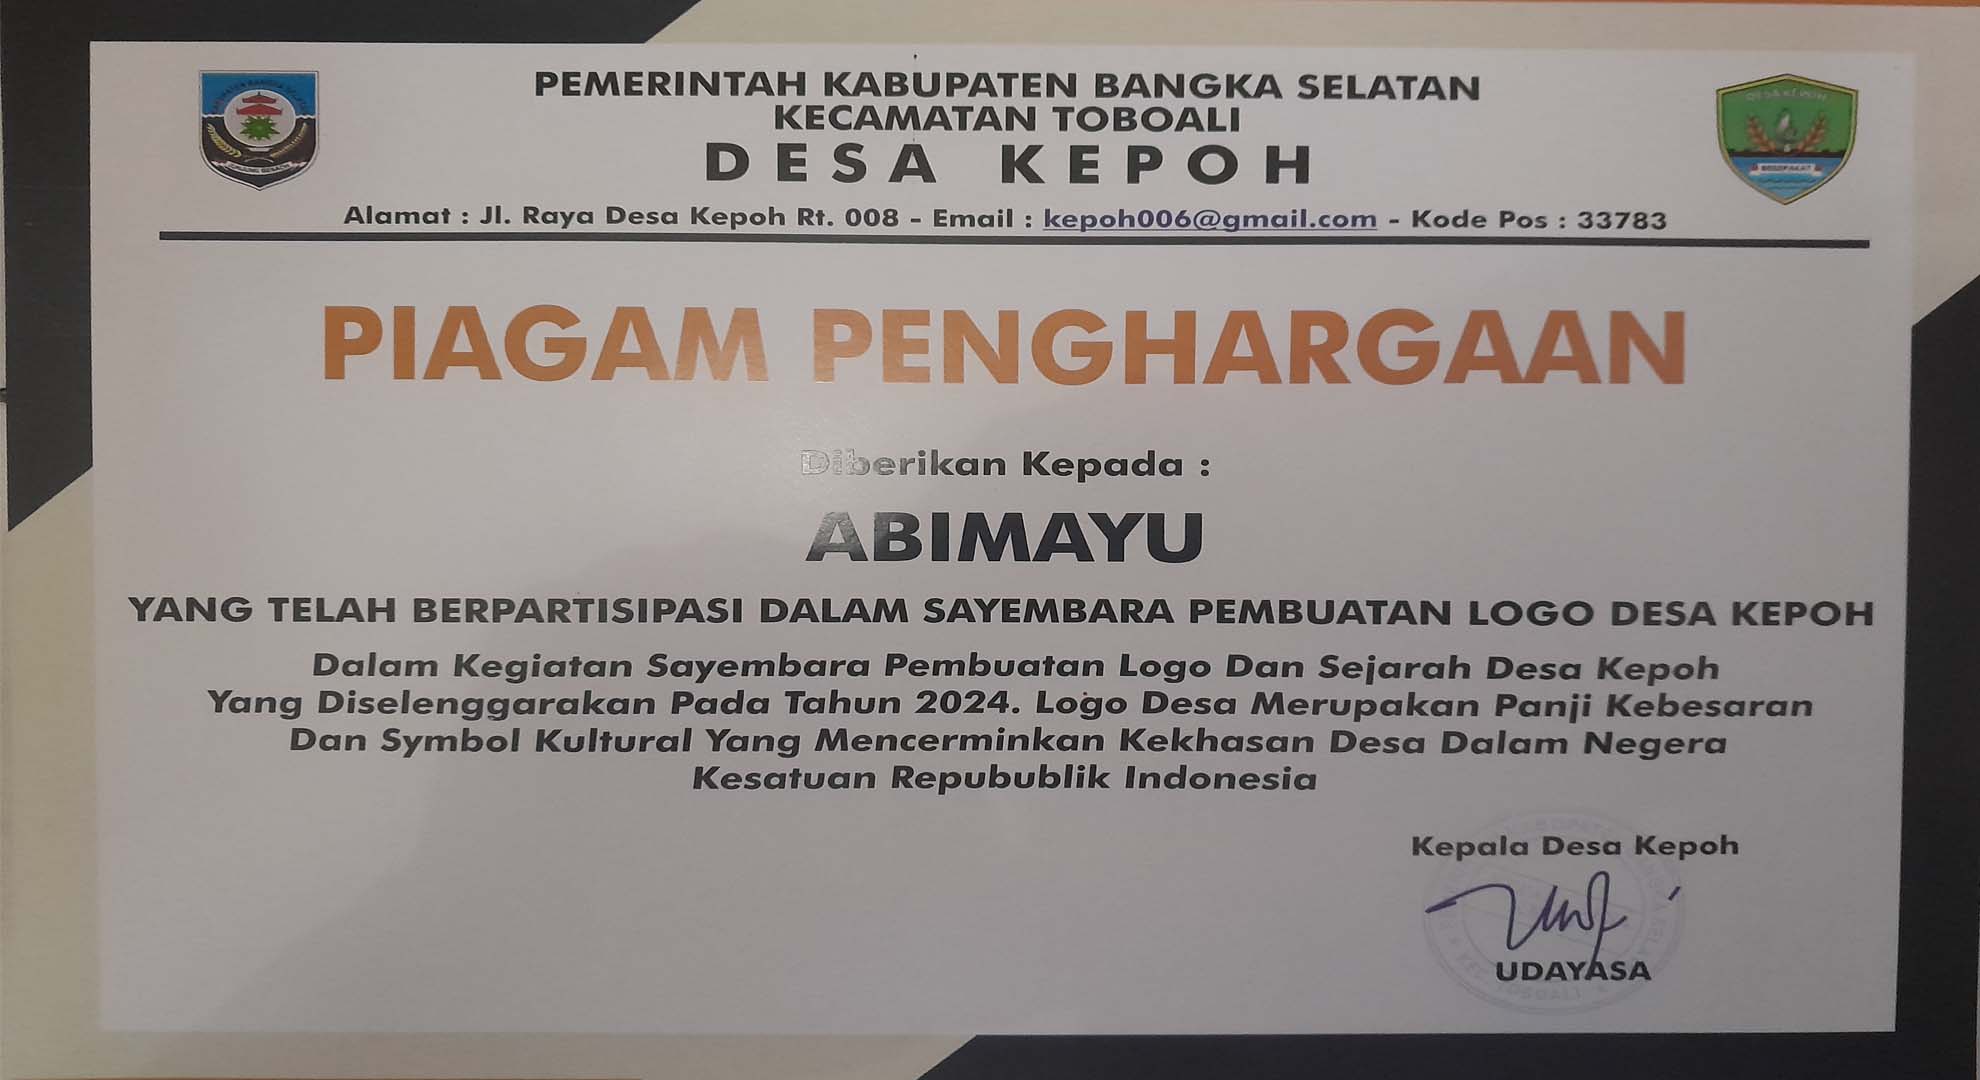 PEMERINTAH KABUPATEN BANGKA SELATAN
KECAMATAN TOBOALI
DESA KEPOH
Alamat : Jl. Raya Desa Kepoh Rt. 008 - Email : kepoh006@gmail.com - Kode Pos : 33783
DESA KEPOH
PIAGAM PENGHARGAAN
Diberikan Kepada :
ABIMAYU
YANG TELAH BERPARTISIPASI DALAM SAYEMBARA PEMBUATAN LOGO DESA KEPOH
Dalam Kegiatan Sayembara Pembuatan Logo Dan Sejarah Desa Kepoh
Yang Diselenggarakan Pada Tahun 2024. Logo Desa Merupakan Panji Kebesaran
Dan Symbol Kultural Yang Mencerminkan Kekhasan Desa Dalam Negera
Kesatuan Repububublik Indonesia
Kepala Desa Kepoh
UDAYASA